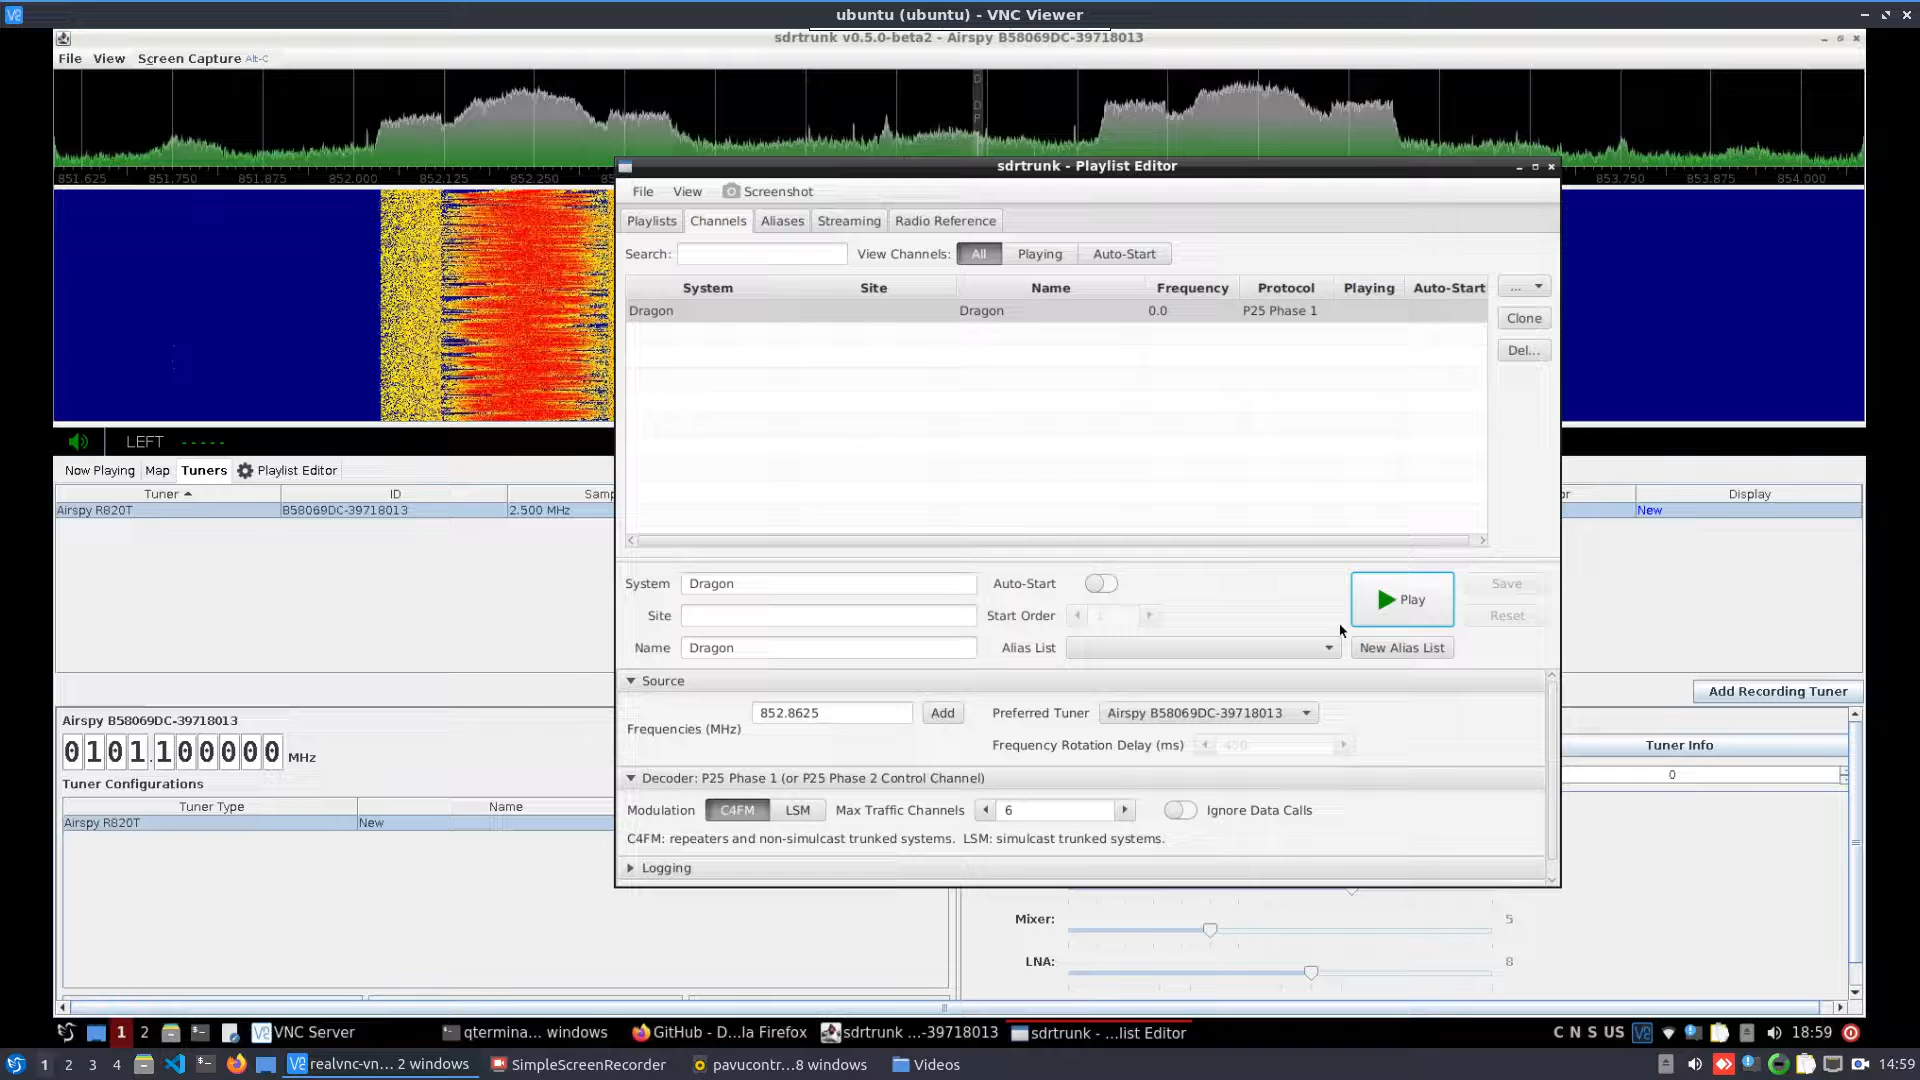 ubuntu (ubuntu) - VNC Viewer
sdrtrunk v0.5.0-beta2 - Airspy B58069DC-39718013
File View Screen Capture Alt-C
851.625 851.750 851.875 852.000 852.125 852.250 853.750 853.875 854.000
sdrtrunk - Playlist Editor
File View Screenshot
Playlists Channels Aliases Streaming Radio Reference
Search: View Channels: All Playing Auto-Start
System Site Name Frequency Protocol Playing Auto-Start ...
Dragon Dragon 0.0 P25 Phase 1
Clone
Del...
LEFT - - - - -
Now Playing Map Tuners Playlist Editor
Tuner ID Samp Display
Airspy R820T B58069DC-39718013 2.500 MHz New
System Dragon Auto-Start Play Save
Site Start Order 1 Reset
Name Dragon Alias List New Alias List
Source
Add Recording Tuner
Frequencies (MHz) 852.8625 Add Preferred Tuner Airspy B58069DC-39718013
Frequency Rotation Delay (ms) 400
Airspy B58069DC-39718013
0101.100000 MHz
Tuner Info
0
Tuner Configurations
Decoder: P25 Phase 1 (or P25 Phase 2 Control Channel)
Tuner Type Name
Airspy R820T New
Modulation C4FM LSM Max Traffic Channels 6 Ignore Data Calls
C4FM: repeaters and non-simulcast trunked systems. LSM: simulcast trunked systems.
Logging
Mixer: 5
LNA: 8
1 2 VNC Server qtermina... windows GitHub - D...la Firefox sdrtrunk ...-39718013 sdrtrunk - ...list Editor C N S US 18:59
1 2 3 4 realvnc-vn... 2 windows SimpleScreenRecorder pavucontr...8 windows Videos 14:59